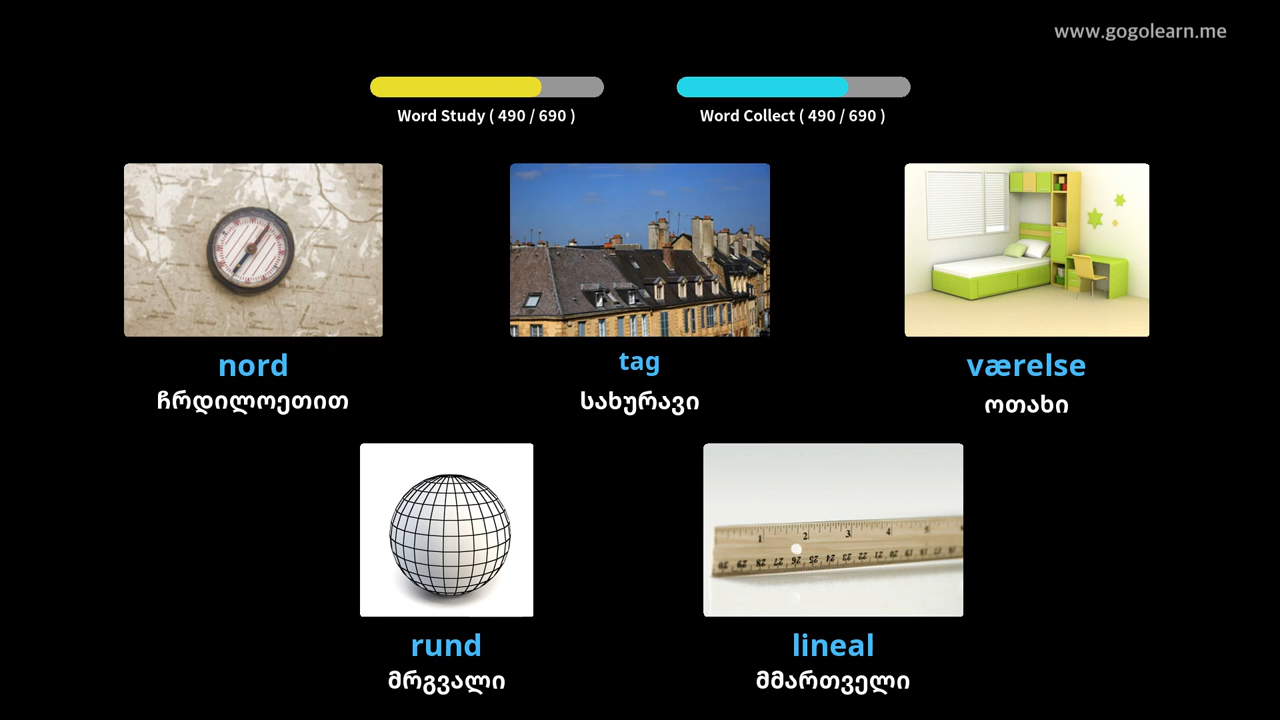 www.gogolearn.me
Word Study ( 490 / 690 )
Word Collect ( 490 / 690 )
nord
ჩრდილოეთით
tag
სახურავი
værelse
ოთახი
rund
მრგვალი
lineal
მმართველი